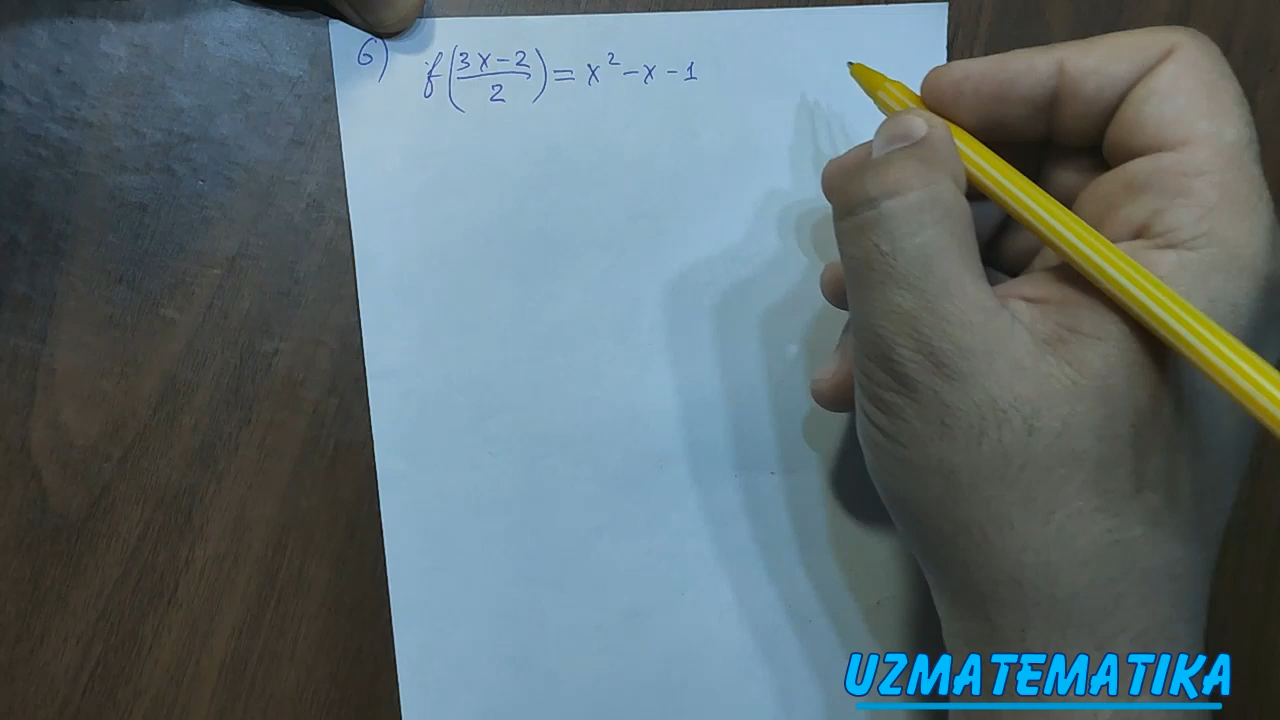 6) f((3x-2)/2) = x² - x - 1
UZMATEMATIKA